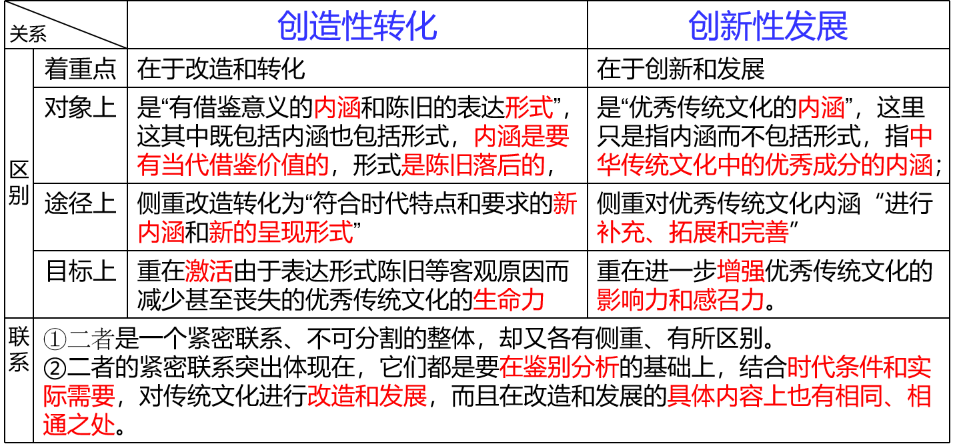 关系
创造性转化
创新性发展
区别
着重点
在于改造和转化
在于创新和发展
对象上
是“有借鉴意义的内涵和陈旧的表达形式”，
这其中既包括内涵也包括形式，内涵是要
有当代借鉴价值的，形式是陈旧落后的，
是“优秀传统文化的内涵”，这里
只是指内涵而不包括形式，指中
华传统文化中的优秀成分的内涵；
途径上
侧重改造转化为“符合时代特点和要求的新
内涵和新的呈现形式”
侧重对优秀传统文化内涵“进行
补充、拓展和完善”
目标上
重在激活由于表达形式陈旧等客观原因而
减少甚至丧失的优秀传统文化的生命力
重在进一步增强优秀传统文化的
影响力和感召力。
联系
①二者是一个紧密联系、不可分割的整体，却又各有侧重、有所区别。
②二者的紧密联系突出体现在，它们都是要在鉴别分析的基础上，结合时代条件和实
际需要，对传统文化进行改造和发展，而且在改造和发展的具体内容上也有相同、相
通之处。